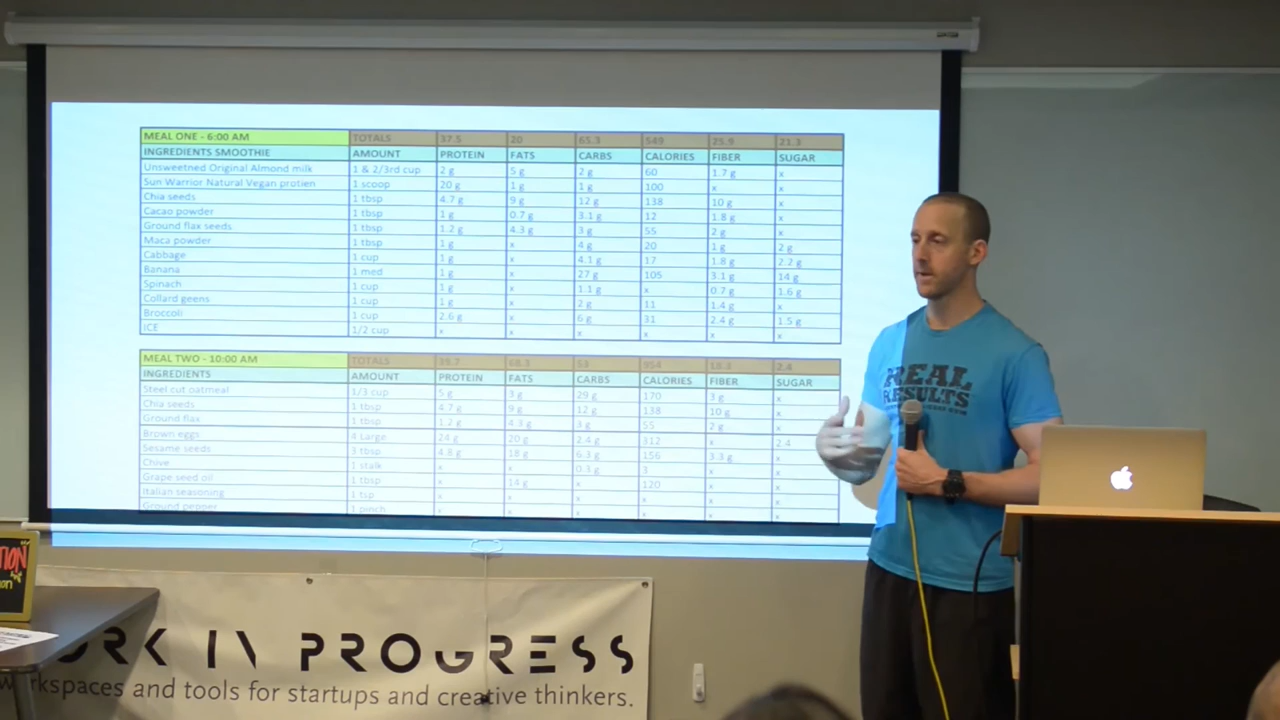 MEAL ONE - 6:00 AM TOTALS 37.5 20 65.3 549 25.9 21.3
INGREDIENTS SMOOTHIE AMOUNT PROTEIN FATS CARBS CALORIES FIBER SUGAR
Unsweetned Original Almond milk 1 & 2/3rd cup 2 g 5 g 2 g 60 1.7 g x
Sun Warrior Natural Vegan protien 1 scoop 20 g 1 g 1 g 100 x x
Chia seeds 1 tbsp 4.7 g 9 g 12 g 138 10 g x
Cacao powder 1 tbsp 1 g 0.7 g 3.1 g 12 1.8 g x
Ground flax seeds 1 tbsp 1.2 g 4.3 g 3 g 55 2 g x
Maca powder 1 tbsp 1 g x 4 g 20 1 g 2 g
Cabbage 1 cup 1 g x 4.1 g 17 1.8 g 2.2 g
Banana 1 med 1 g x 27 g 105 3.1 g 14 g
Spinach 1 cup 1 g x 1.1 g x 0.7 g 1.6 g
Collard geens 1 cup 1 g x 2 g 11 1.4 g x
Broccoli 1 cup 2.6 g x 6 g 31 2.4 g 1.5 g
ICE 1/2 cup x x x x x x
MEAL TWO - 10:00 AM TOTALS 39.7 68.3 53 954 18.3 2.4
INGREDIENTS AMOUNT PROTEIN FATS CARBS CALORIES FIBER SUGAR
Steel cut oatmeal 1/3 cup 5 g 3 g 29 g 170 3 g x
Chia seeds 1 tbsp 4.7 g 9 g 12 g 138 10 g x
Ground flax 1 tbsp 1.2 g 4.3 g 3 g 55 2 g x
Brown eggs 4 Large 24 g 20 g 2.4 g 312 x 2.4
Sesame seeds 3 tbsp 4.8 g 18 g 6.3 g 156 3.3 g x
Chive 1 stalk x x 0.3 g 3 x x
Grape seed oil 1 tbsp x 14 g x 120 x x
Italian seasoning 1 tsp x x x x x x
Ground pepper 1 pinch x x x x x x
REAL
RESULTS
WORK IN PROGRESS
workspaces and tools for startups and creative thinkers.